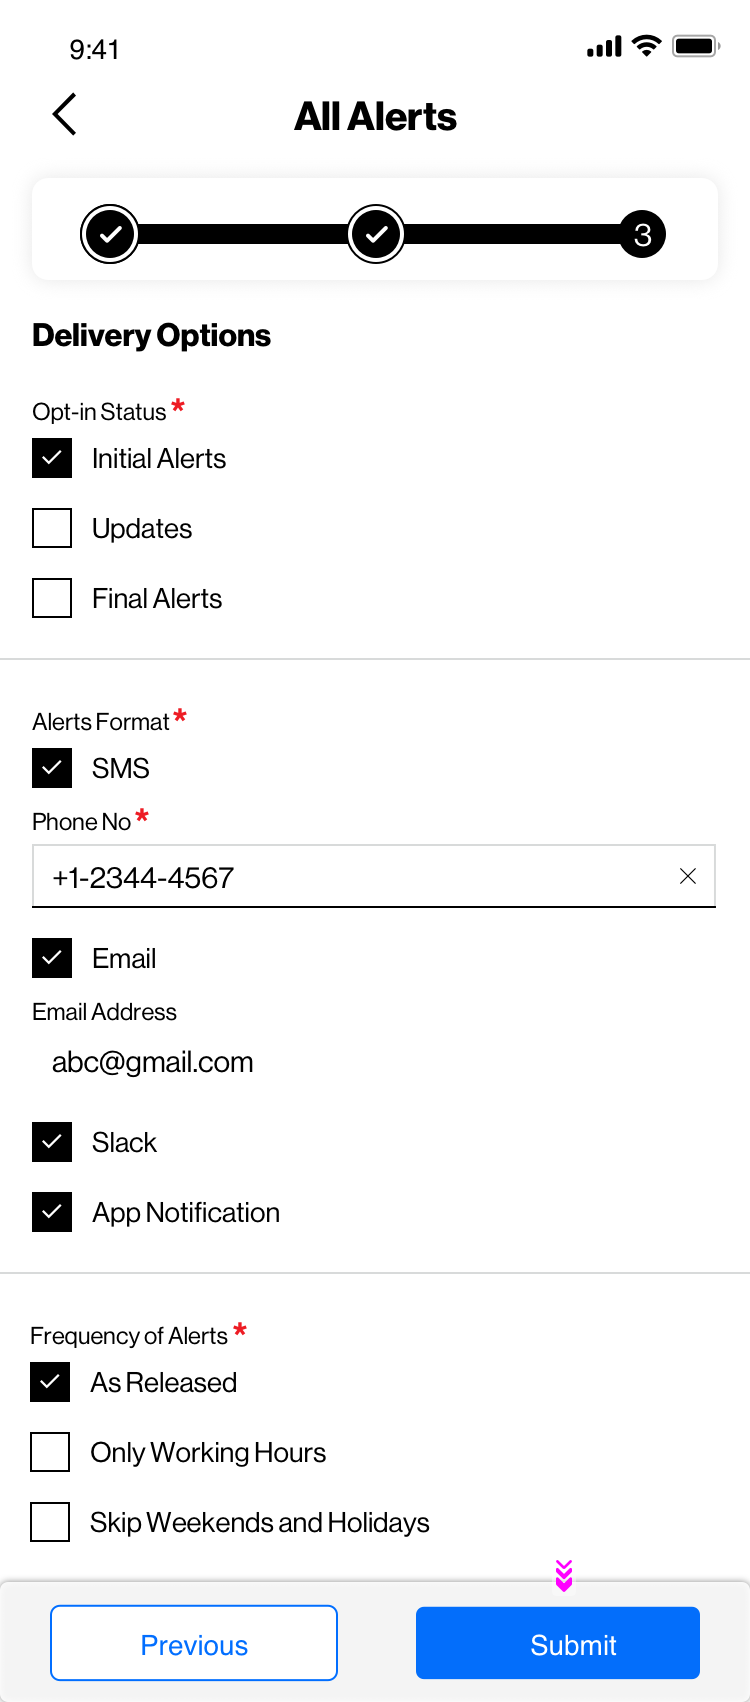 9:41
All Alerts
3
Delivery Options
Opt-in Status *
Initial Alerts
Updates
Final Alerts
Alerts Format *
SMS
Phone No *
+1-2344-4567
Email
Email Address
abc@gmail.com
Slack
App Notification
Frequency of Alerts *
As Released
Only Working Hours
Skip Weekends and Holidays
Previous
Submit